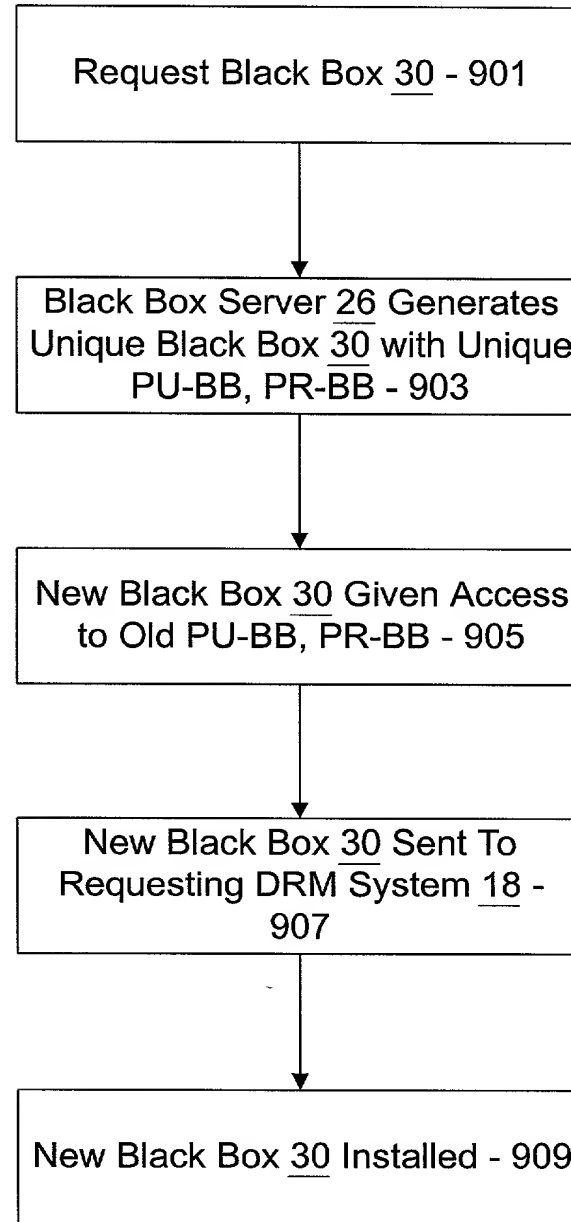 Request Black Box 30 - 901
Black Box Server 26 Generates
Unique Black Box 30 with Unique
PU-BB, PR-BB - 903
New Black Box 30 Given Access
to Old PU-BB, PR-BB - 905
New Black Box 30 Sent To
Requesting DRM System 18 -
907
New Black Box 30 Installed - 909